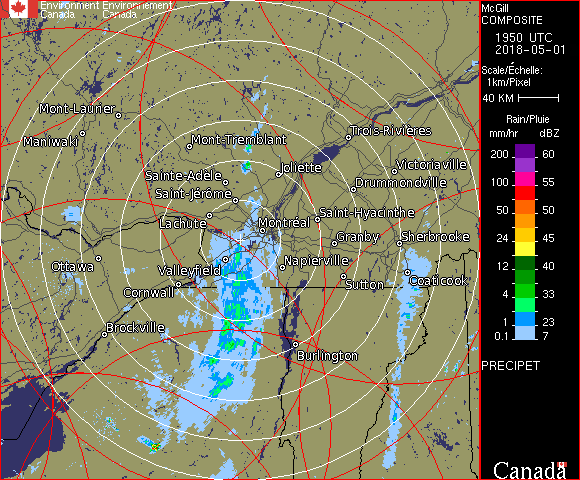 Environment Environnement
Canada Canada
Mont-Laurier
Maniwaki
Mont-Tremblant
Trois-Rivières
Sainte-Adèle
Joliette
Victoriaville
Saint-Jérôme
Drummondville
Lachute
Montréal
Saint-Hyacinthe
Granby
Sherbrooke
Ottawa
Valleyfield
Napierville
Cornwall
Sutton
Coaticook
Brockville
Burlington
McGill
COMPOSITE
1950 UTC
2018-05-01
Scale/Échelle:
1km/Pixel
40 KM
Rain/Pluie
mm/hr dBZ
200 60
100 55
50 50
24 45
12 40
4 33
1 23
0.1 7
PRECIPET
Canada